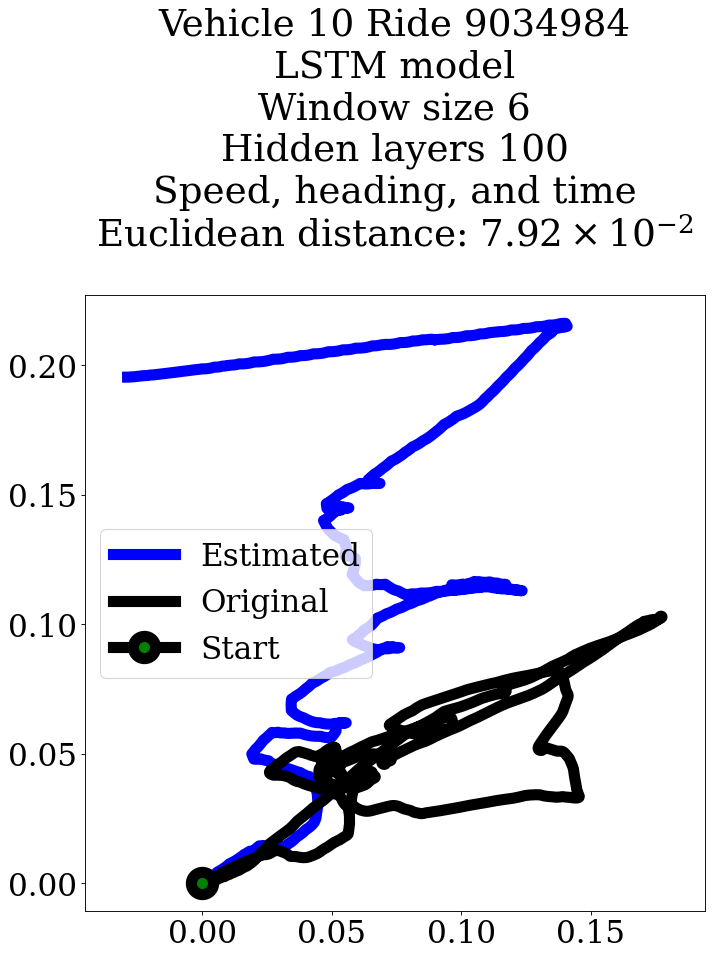 Vehicle 10 Ride 9034984
LSTM model
Window size 6
Hidden layers 100
Speed, heading, and time
Euclidean distance: 7.92 × 10⁻²
0.20
0.15
0.10
0.05
0.00
Estimated
Original
Start
0.00 0.05 0.10 0.15